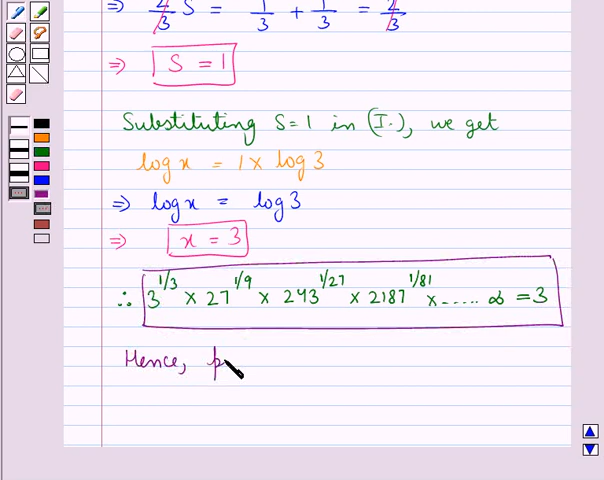 ⇒ 2/3 S = 1/3 + 1/3 = 2/3
⇒ S = 1
Substituting S=1 in (I.), we get
log x = 1 × log 3
⇒ log x = log 3
⇒ x = 3
∴ 3^1/3 × 27^1/9 × 243^1/27 × 2187^1/81 × ..... ∞ = 3
Hence, p